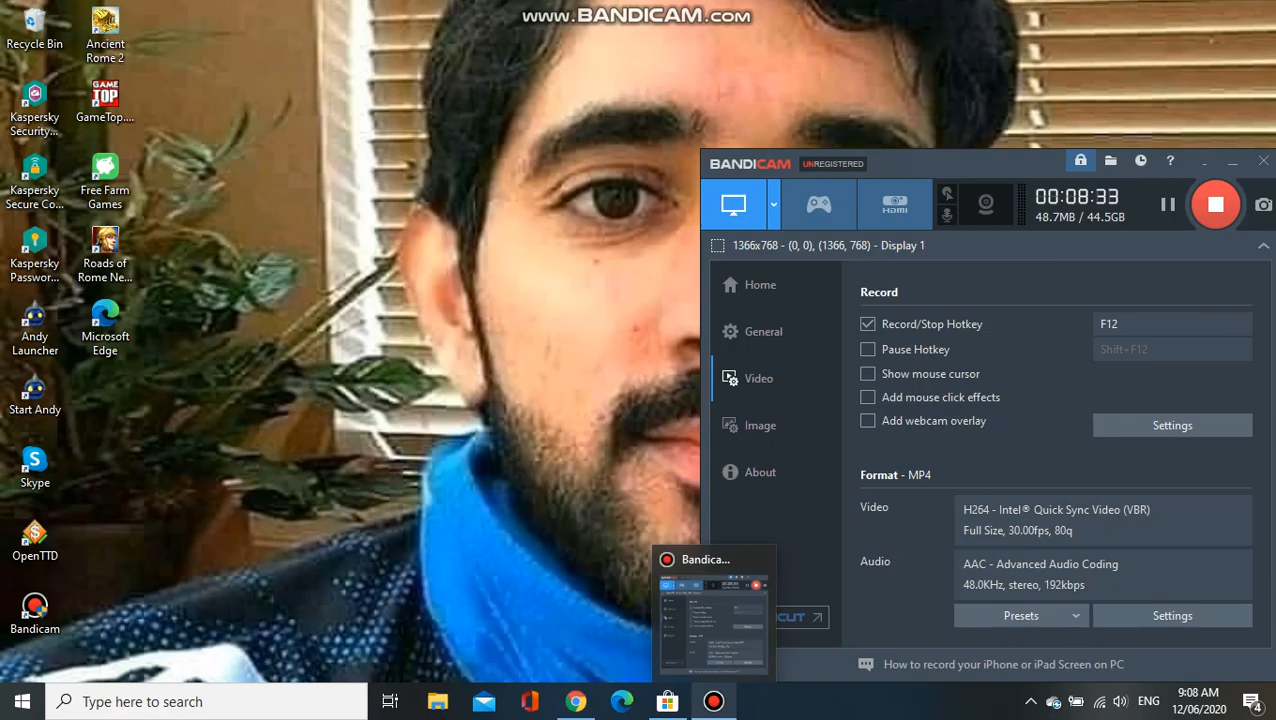 www.BANDICAM.com
Recycle Bin
Ancient
Rome 2
Kaspersky
Security...
GAME
TOP
GameTop....
Kaspersky
Secure Co...
Free Farm
Games
Kaspersky
Passwor...
Roads of
Rome Ne...
Andy
Launcher
Microsoft
Edge
Start Andy
Skype
OpenTTD
Bandicam
BANDICAM UNREGISTERED
HDMI
00:08:33
48.7MB / 44.5GB
1366x768 - (0, 0), (1366, 768) - Display 1
Home
General
Video
Image
About
Record
Record/Stop Hotkey F12
Pause Hotkey Shift+F12
Show mouse cursor
Add mouse click effects
Add webcam overlay
Settings
Format - MP4
Video
H264 - Intel® Quick Sync Video (VBR)
Full Size, 30.00fps, 80q
Audio
AAC - Advanced Audio Coding
48.0KHz, stereo, 192kbps
Presets
Settings
Bandica...
CUT
How to record your iPhone or iPad Screen on PC
Type here to search
ENG
9:09 AM
12/06/2020
4